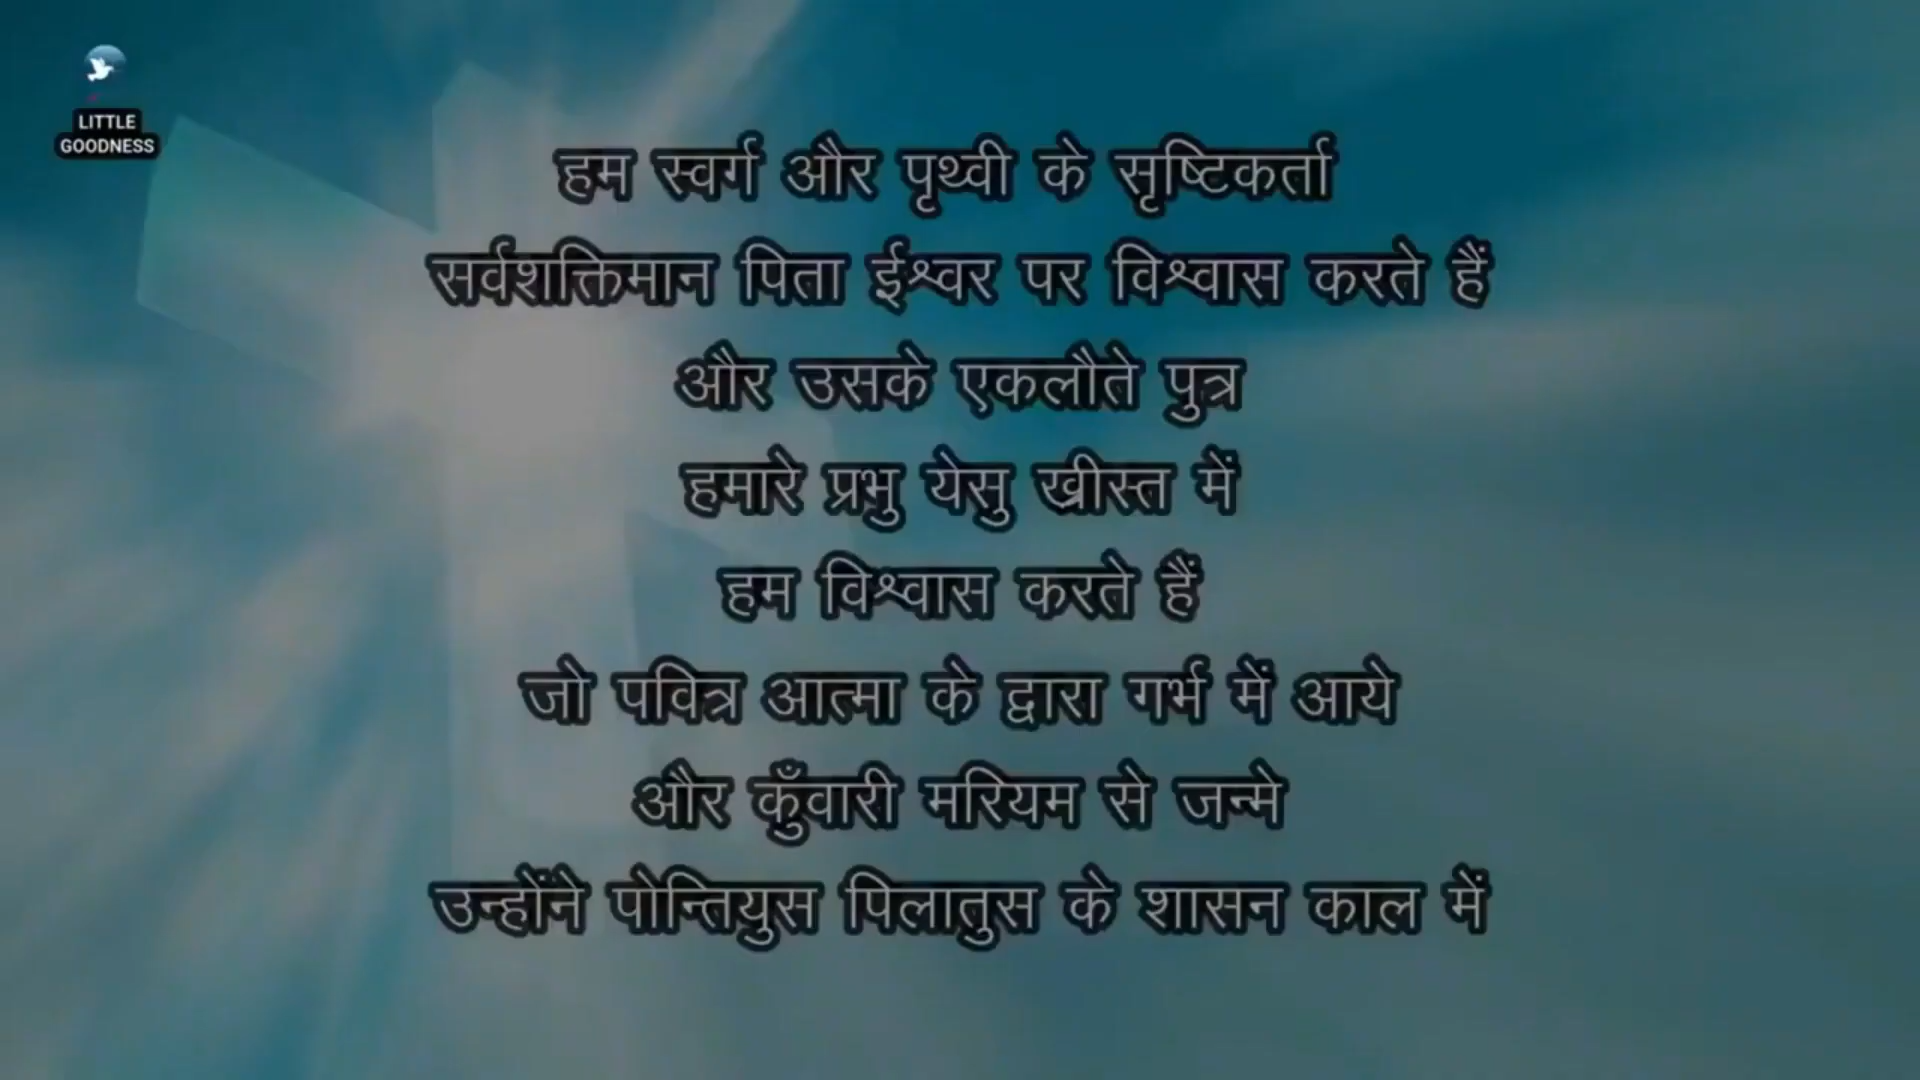 LITTLE
GOODNESS
हम स्वर्ग और पृथ्वी के सृष्टिकर्ता
सर्वशक्तिमान पिता ईश्वर पर विश्वास करते हैं
और उसके एकलौते पुत्र
हमारे प्रभु येसु ख्रीस्त में
हम विश्वास करते हैं
जो पवित्र आत्मा के द्वारा गर्भ में आये
और कुँवारी मरियम से जन्मे
उन्होंने पोन्तियुस पिलातुस के शासन काल में